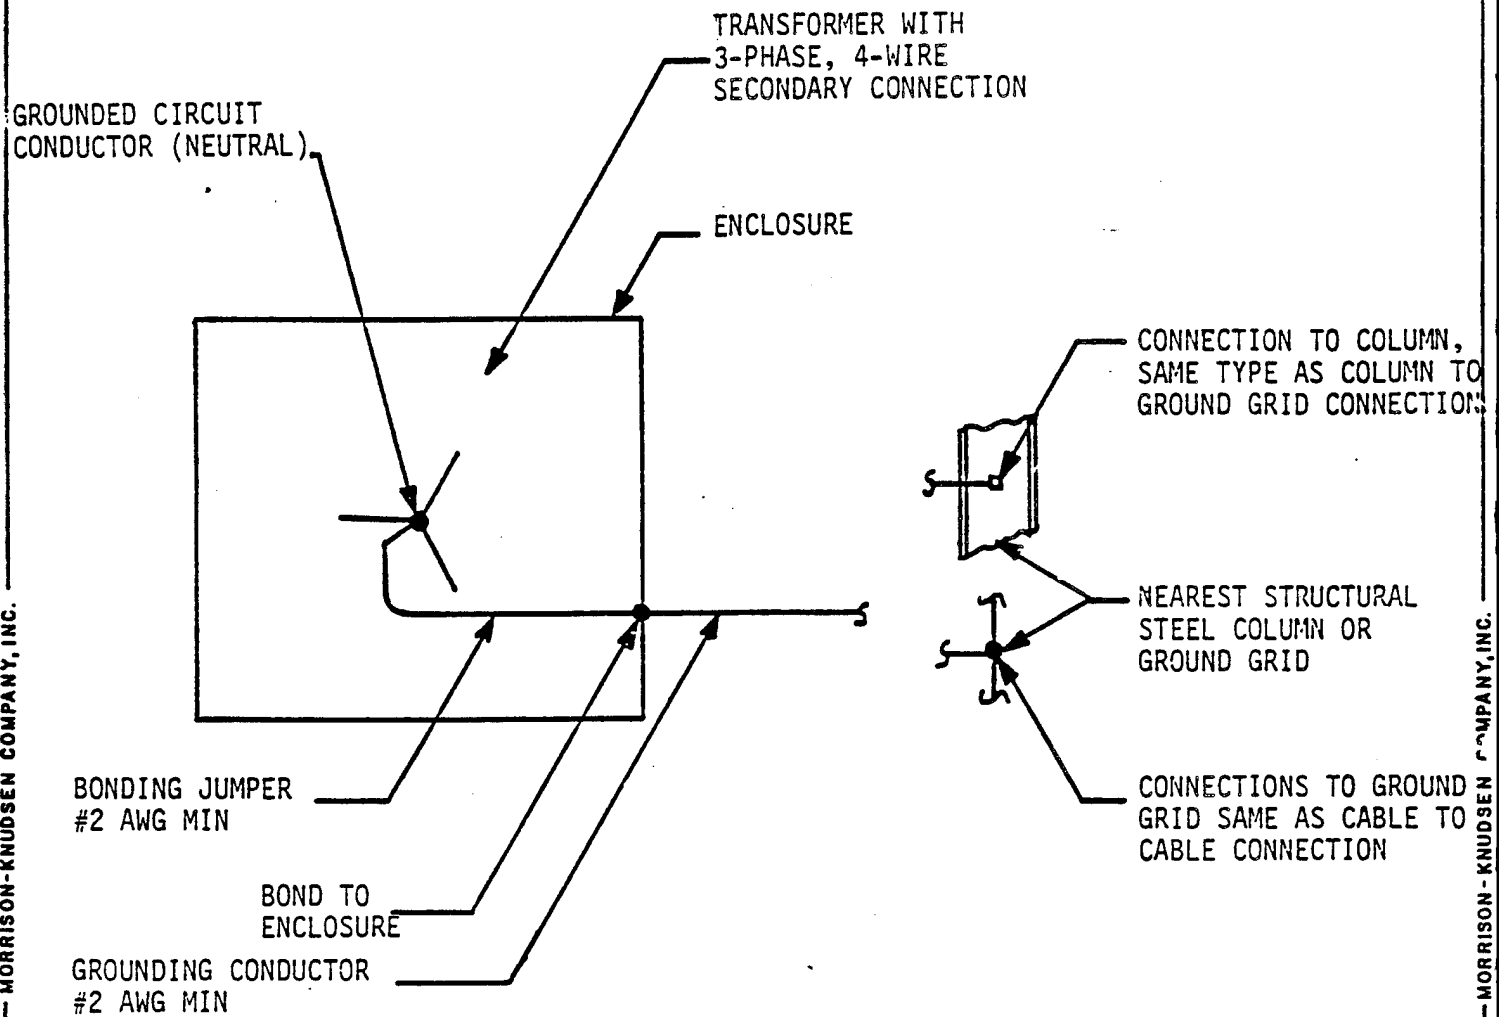 TRANSFORMER WITH
3-PHASE, 4-WIRE
SECONDARY CONNECTION
GROUNDED CIRCUIT
CONDUCTOR (NEUTRAL)
ENCLOSURE
CONNECTION TO COLUMN,
SAME TYPE AS COLUMN TO
GROUND GRID CONNECTION
NEAREST STRUCTURAL
STEEL COLUMN OR
GROUND GRID
BONDING JUMPER
#2 AWG MIN
CONNECTIONS TO GROUND
GRID SAME AS CABLE TO
CABLE CONNECTION
BOND TO
ENCLOSURE
GROUNDING CONDUCTOR
#2 AWG MIN
MORRISON-KNUDSEN COMPANY, INC.
MORRISON-KNUDSEN COMPANY, INC.